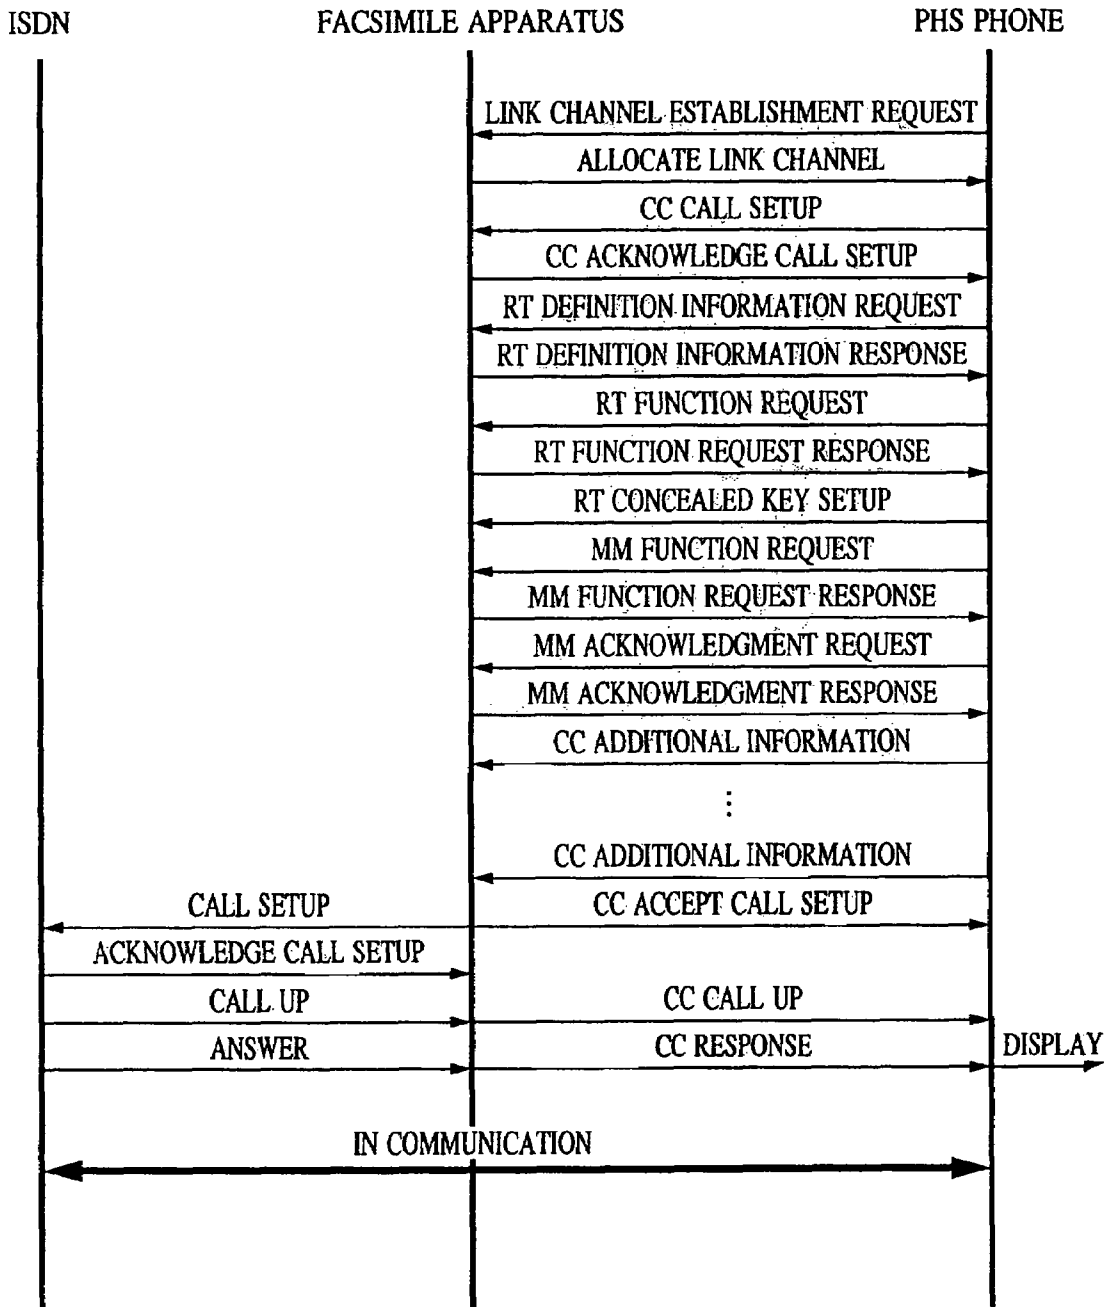 ISDN FACSIMILE APPARATUS PHS PHONE
LINK CHANNEL ESTABLISHMENT REQUEST
ALLOCATE LINK CHANNEL
CC CALL SETUP
CC ACKNOWLEDGE CALL SETUP
RT DEFINITION INFORMATION REQUEST
RT DEFINITION INFORMATION RESPONSE
RT FUNCTION REQUEST
RT FUNCTION REQUEST RESPONSE
RT CONCEALED KEY SETUP
MM FUNCTION REQUEST
MM FUNCTION REQUEST RESPONSE
MM ACKNOWLEDGMENT REQUEST
MM ACKNOWLEDGMENT RESPONSE
CC ADDITIONAL INFORMATION
⋮
CC ADDITIONAL INFORMATION
CALL SETUP CC ACCEPT CALL SETUP
ACKNOWLEDGE CALL SETUP
CALL UP CC CALL UP
ANSWER CC RESPONSE DISPLAY
IN COMMUNICATION